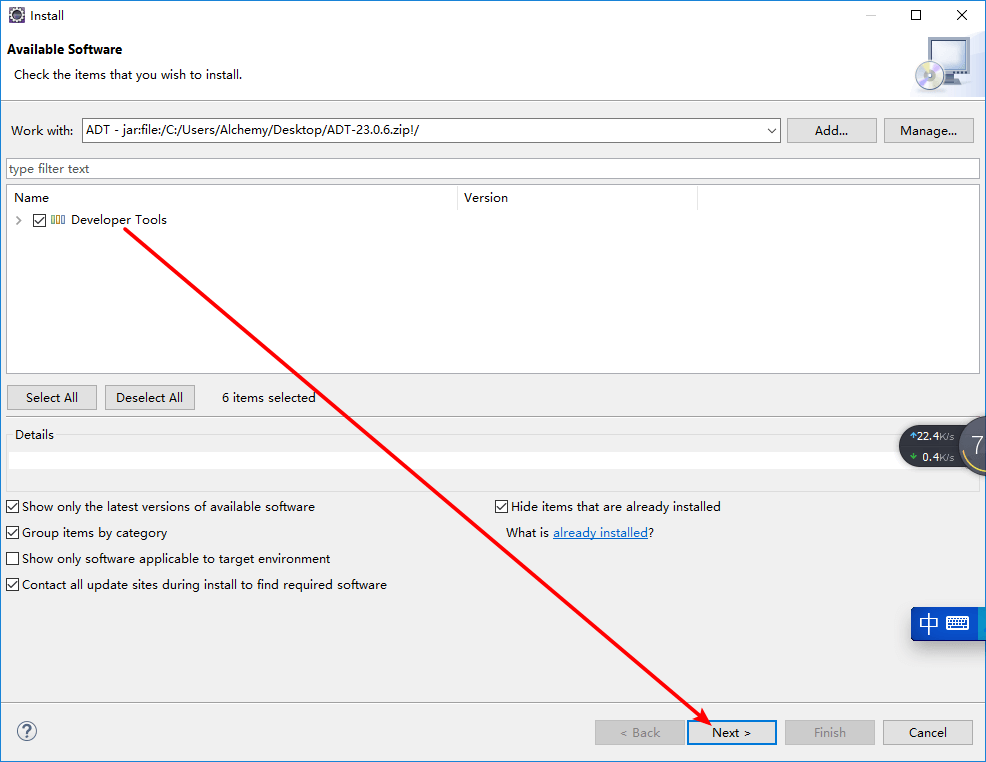 Install
Available Software
Check the items that you wish to install.
Work with: ADT - jar:file:/C:/Users/Alchemy/Desktop/ADT-23.0.6.zip!/ Add... Manage...
type filter text
Name Version
Developer Tools
Select All Deselect All 6 items selected
Details
22.4K/s
0.4K/s
7
Show only the latest versions of available software Hide items that are already installed
Group items by category What is already installed?
Show only software applicable to target environment
Contact all update sites during install to find required software
中
? < Back Next > Finish Cancel